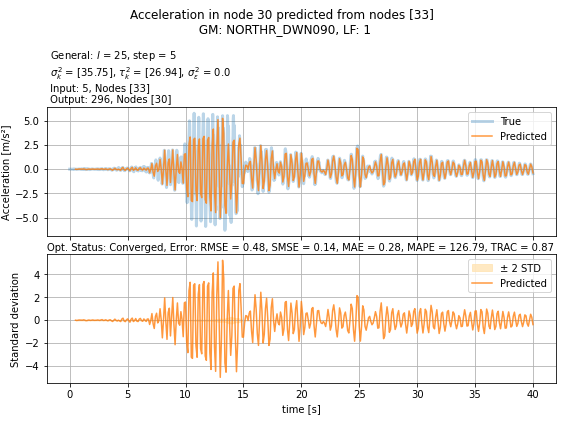 Acceleration in node 30 predicted from nodes [33]
GM: NORTHR_DWN090, LF: 1
General: l = 25, step = 5
σ²ₖ = [35.75], τ²ₖ = [26.94], σ²ε = 0.0
Input: 5, Nodes [33]
Output: 296, Nodes [30]
Acceleration [m/s²]
5.0
2.5
0.0
−2.5
−5.0
True
Predicted
Opt. Status: Converged, Error: RMSE = 0.48, SMSE = 0.14, MAE = 0.28, MAPE = 126.79, TRAC = 0.87
Standard deviation
4
2
0
−2
−4
± 2 STD
Predicted
0 5 10 15 20 25 30 35 40
time [s]